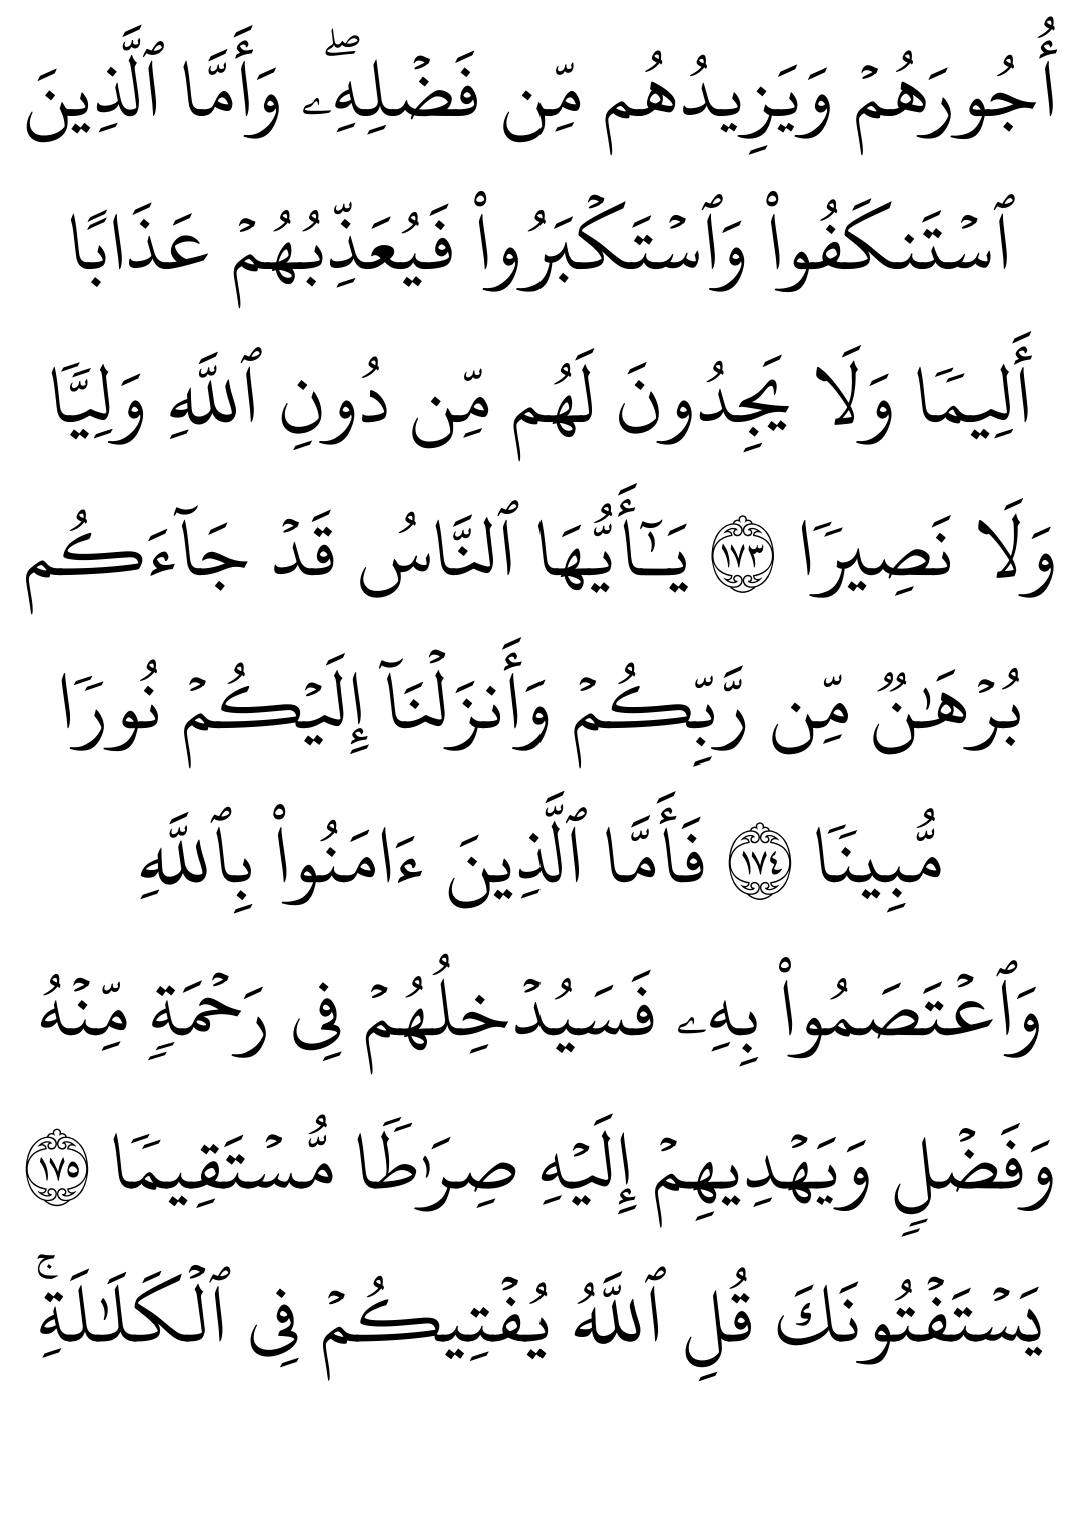 أُجُورَهُمۡ وَيَزِيدُهُم مِّن فَضۡلِهِۦۖ وَأَمَّا ٱلَّذِينَ
ٱسۡتَنكَفُواْ وَٱسۡتَكۡبَرُواْ فَيُعَذِّبُهُمۡ عَذَابًا
أَلِيمٗا وَلَا يَجِدُونَ لَهُم مِّن دُونِ ٱللَّهِ وَلِيّٗا
وَلَا نَصِيرٗا ١٧٣ يَـٰٓأَيُّهَا ٱلنَّاسُ قَدۡ جَآءَكُم
بُرۡهَٰنٞ مِّن رَّبِّكُمۡ وَأَنزَلۡنَآ إِلَيۡكُمۡ نُورٗا
مُّبِينٗا ١٧٤ فَأَمَّا ٱلَّذِينَ ءَامَنُواْ بِٱللَّهِ
وَٱعۡتَصَمُواْ بِهِۦ فَسَيُدۡخِلُهُمۡ فِى رَحۡمَةٖ مِّنۡهُ
وَفَضۡلٖ وَيَهۡدِيهِمۡ إِلَيۡهِ صِرَٰطٗا مُّسۡتَقِيمٗا ١٧٥
يَسۡتَفۡتُونَكَ قُلِ ٱللَّهُ يُفۡتِيكُمۡ فِى ٱلۡكَلَٰلَةِۚ